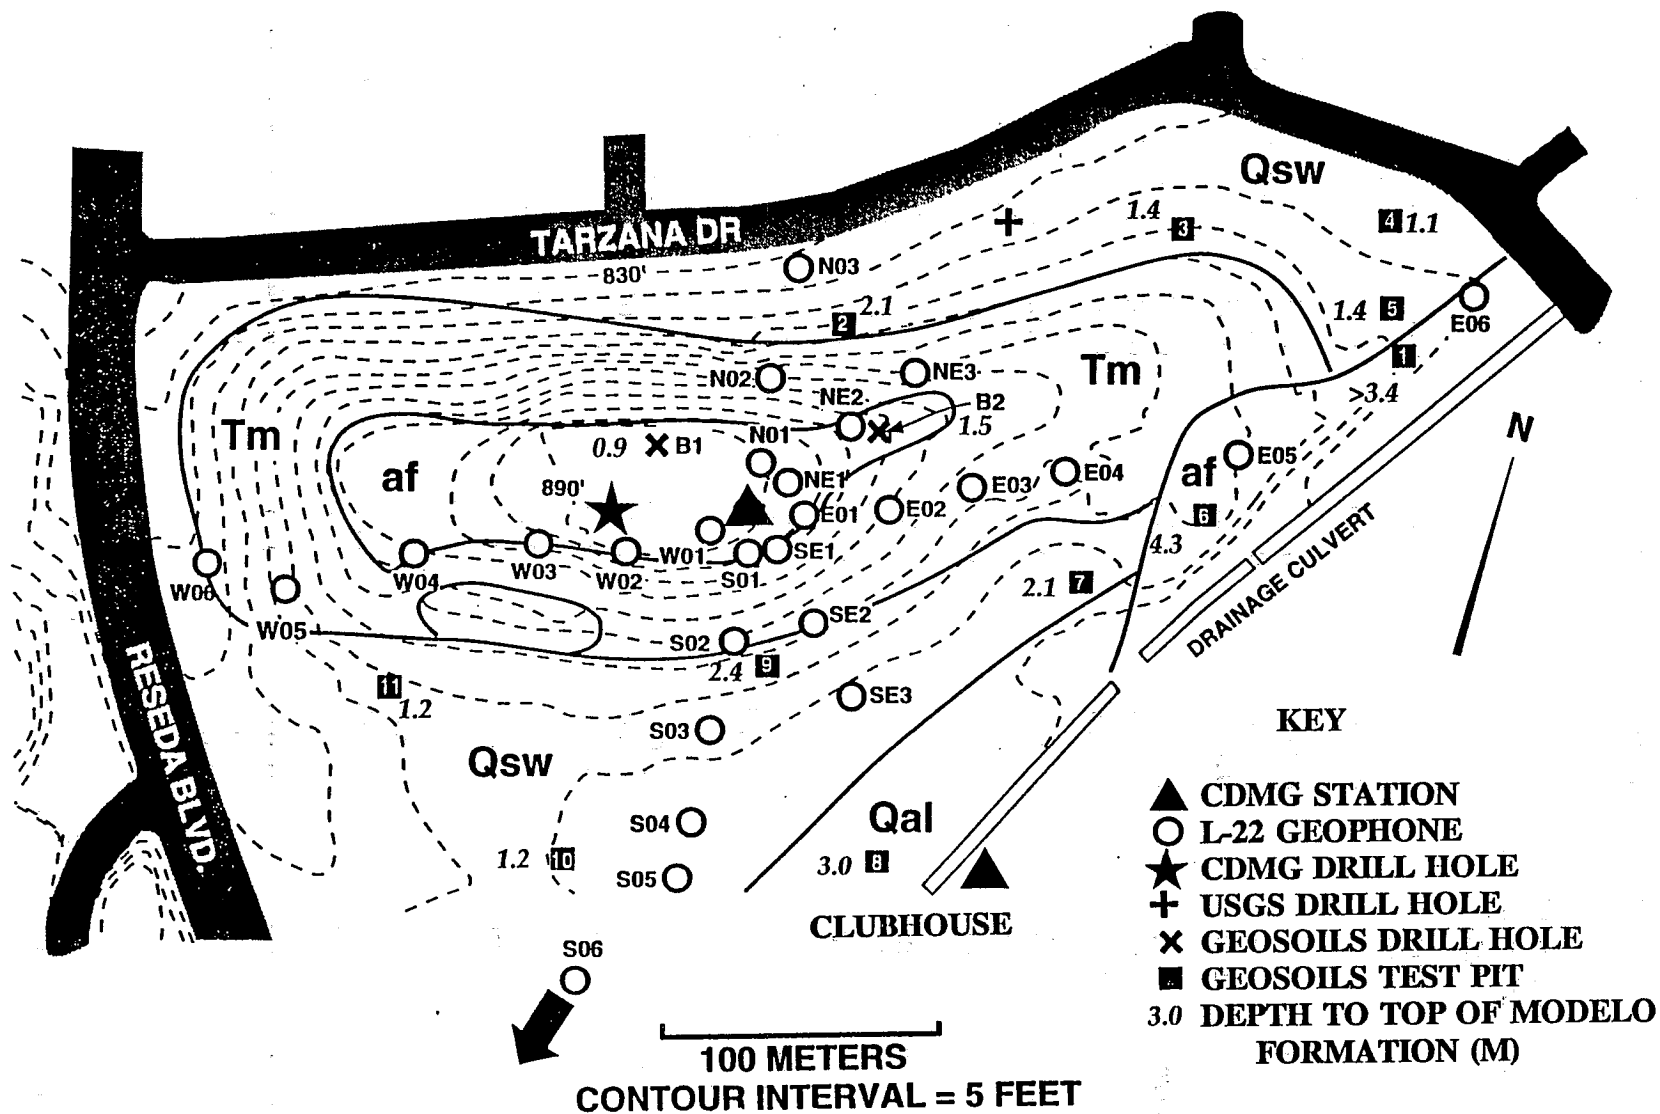 Qsw
1.4
3
4
1.1
TARZANA DR
N03
830'
2.1
2
1.4
5
E06
1
Tm
N02
NE3
>3.4
NE2
B2
N
Tm
0.9
B1
N01
1.5
af
890'
NE1
E03
E04
af
E05
E01
E02
6
W04
W03
W02
W01
S01
SE1
4.3
DRAINAGE CULVERT
W06
2.1
7
W05
SE2
S02
2.4
9
11
1.2
SE3
RESEDA BLVD.
S03
KEY
Qsw
CDMG STATION
S04
Qal
L-22 GEOPHONE
1.2
10
3.0
8
CDMG DRILL HOLE
S05
USGS DRILL HOLE
CLUBHOUSE
GEOSOILS DRILL HOLE
S06
GEOSOILS TEST PIT
3.0 DEPTH TO TOP OF MODELO
FORMATION (M)
100 METERS
CONTOUR INTERVAL = 5 FEET